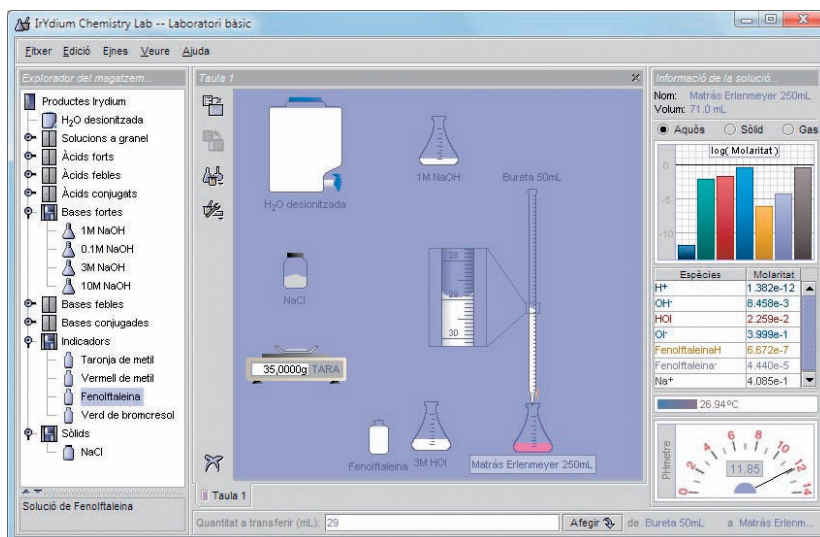 IrYdium Chemistry Lab -- Laboratori bàsic
Fitxer Edició Eines Veure Ajuda
Explorador del magatzem...
Productes Irydium
H₂O desionitzada
Solucions a granel
Àcids forts
Àcids febles
Àcids conjugats
Bases fortes
1M NaOH
0.1M NaOH
3M NaOH
10M NaOH
Bases febles
Bases conjugades
Indicadors
Taronja de metil
Vermell de metil
Fenolftaleina
Verd de bromcresol
Sòlids
NaCl
Solució de Fenolftaleina
Taula 1
H₂O desionitzada
1M NaOH
Bureta 50mL
NaCl
28
29
30
35,0000g TARA
Fenolftaleina
3M HOI
Matràs Erlenmeyer 250mL
Taula 1
Quantitat a transferir (mL): 29
Afegir de Bureta 50mL a Matràs Erlenm...
Informació de la solució...
Nom: Matràs Erlenmeyer 250mL
Volum: 71.0 mL
Aquòs Sòlid Gas
log( Molaritat )
0
-5
-10
Espècies Molaritat
H⁺ 1.382e-12
OH⁻ 8.458e-3
HOI 2.259e-2
OI⁻ 3.999e-1
FenolftaleinaH 6.672e-7
Fenolftaleina⁻ 4.440e-5
Na⁺ 4.085e-1
26.94ºC
PHmetre
0 2 4 6 8 10 12 14
11.85